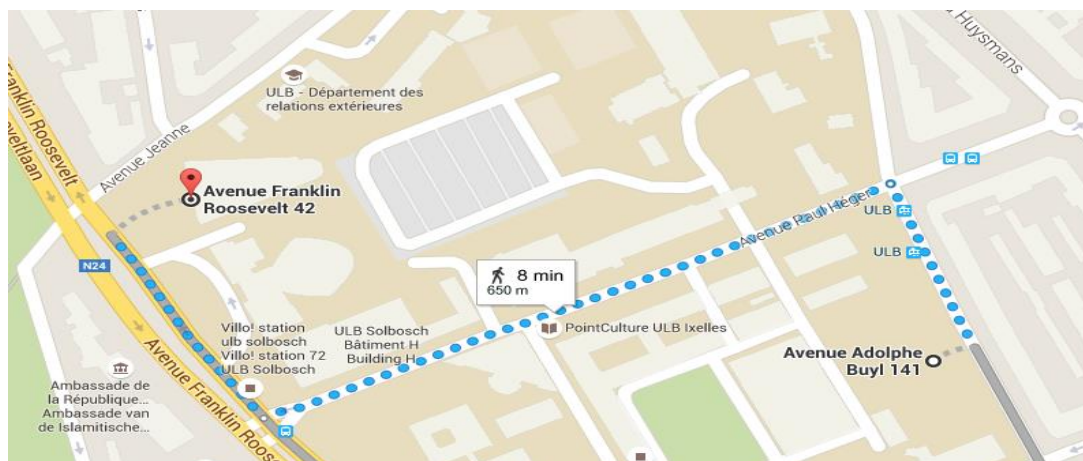 Huysmans
ULB - Département des
relations extérieures
Franklin Roosevelt
eveltlaan
Avenue Jeanne
Avenue Franklin
Roosevelt 42
Avenue Paul Héger
ULB
ULB
N24
8 min
650 m
Villo! station
ulb solbosch
Villo! station 72
ULB Solbosch
ULB Solbosch
Bâtiment H
Building H
PointCulture ULB Ixelles
Avenue Adolphe
Buyl 141
Avenue Franklin Roos
Ambassade de
la République...
Ambassade van
de Islamitische...